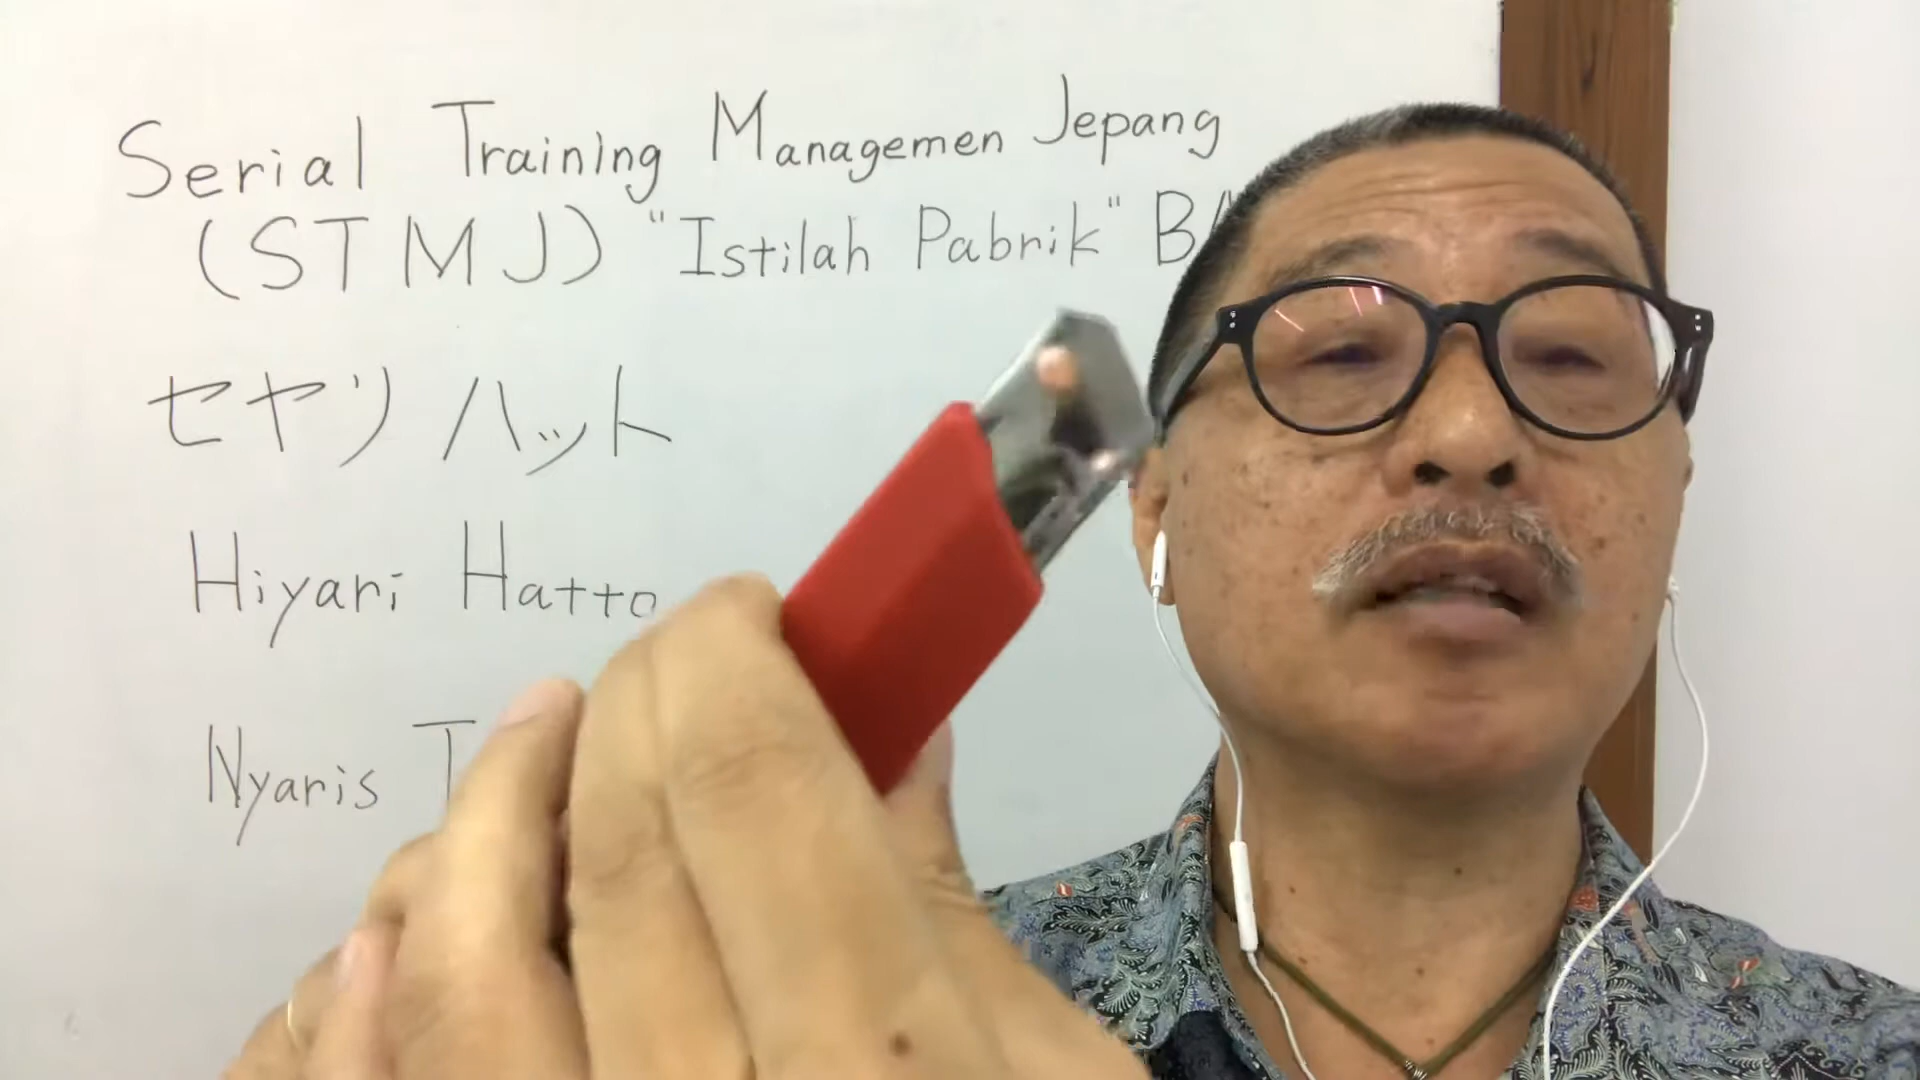 Serial Training Managemen Jepang
(STMJ) "Istilah Pabrik"
セヤリ ハット
Hiyari Hatto
Nyaris